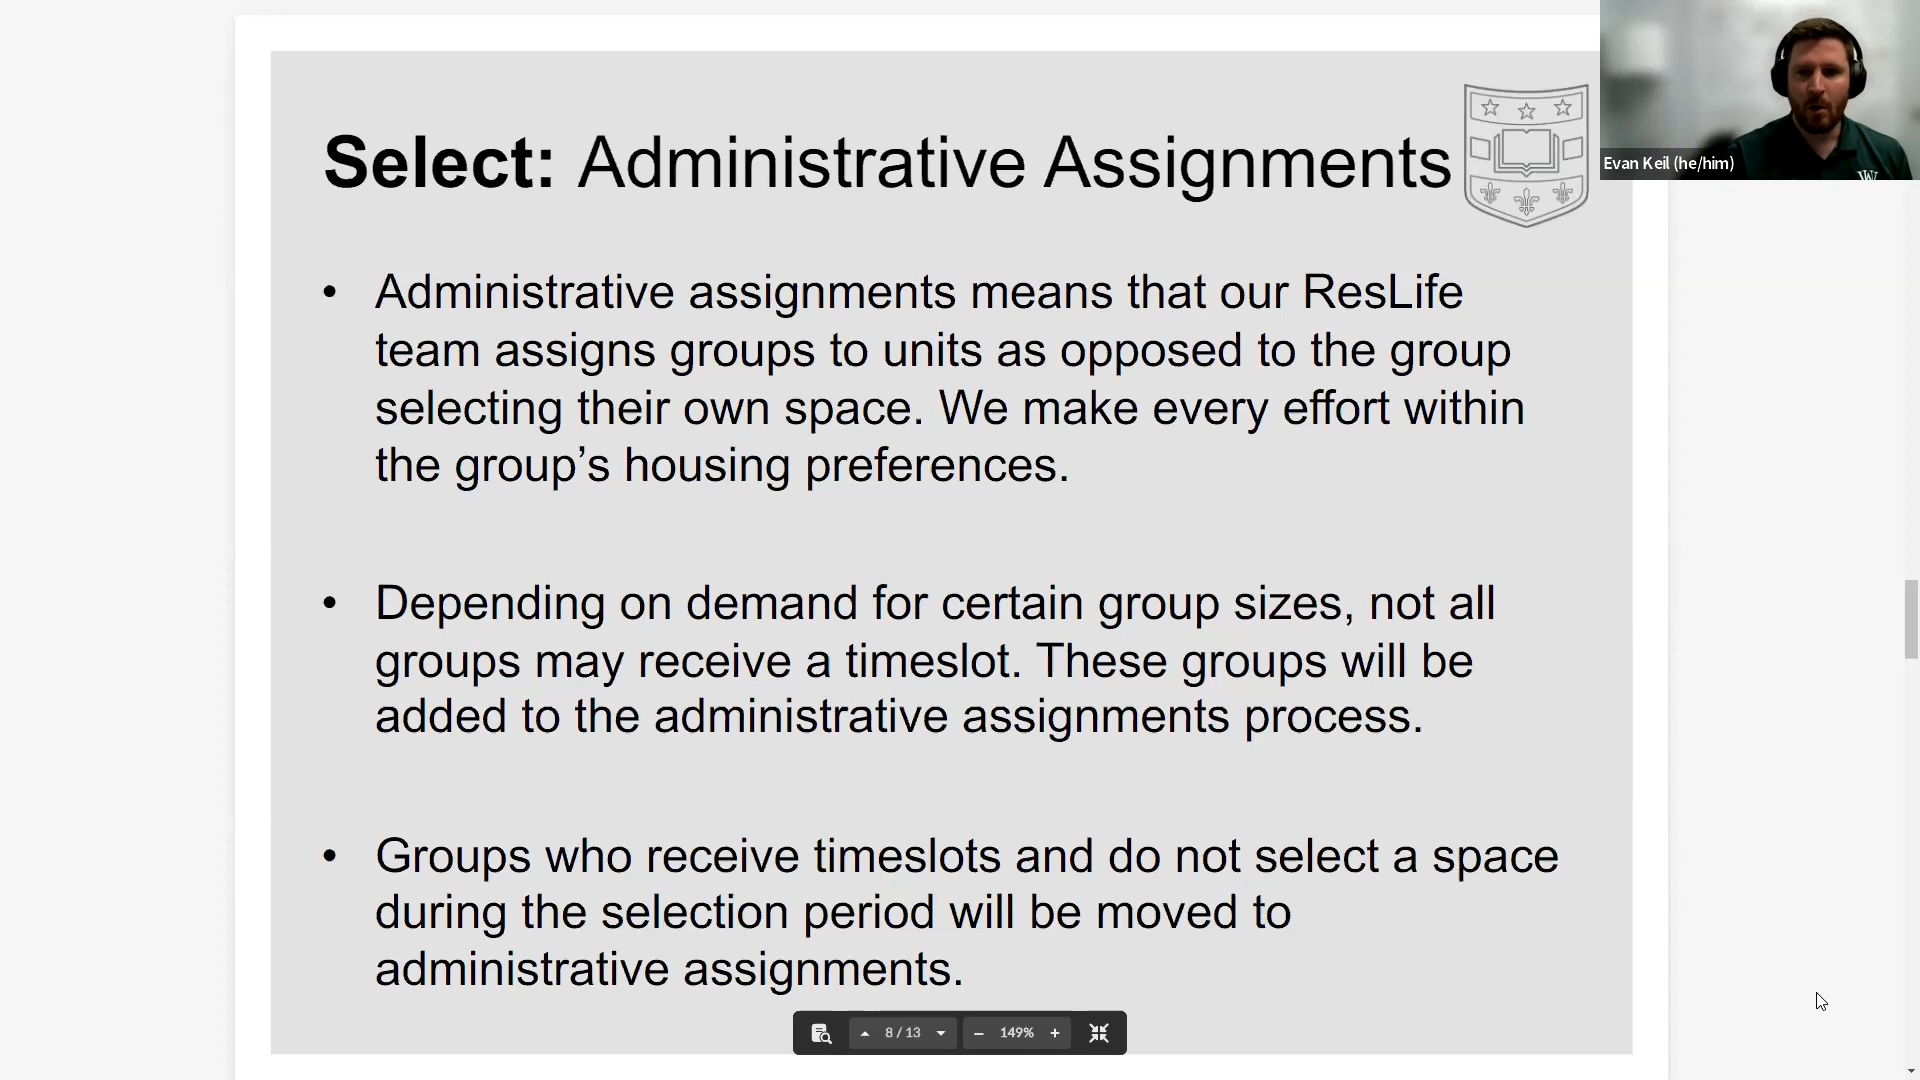 Select: Administrative Assignments
Evan Keil (he/him)
• Administrative assignments means that our ResLife
team assigns groups to units as opposed to the group
selecting their own space. We make every effort within
the group’s housing preferences.
• Depending on demand for certain group sizes, not all
groups may receive a timeslot. These groups will be
added to the administrative assignments process.
• Groups who receive timeslots and do not select a space
during the selection period will be moved to
administrative assignments.
8 / 13
149%